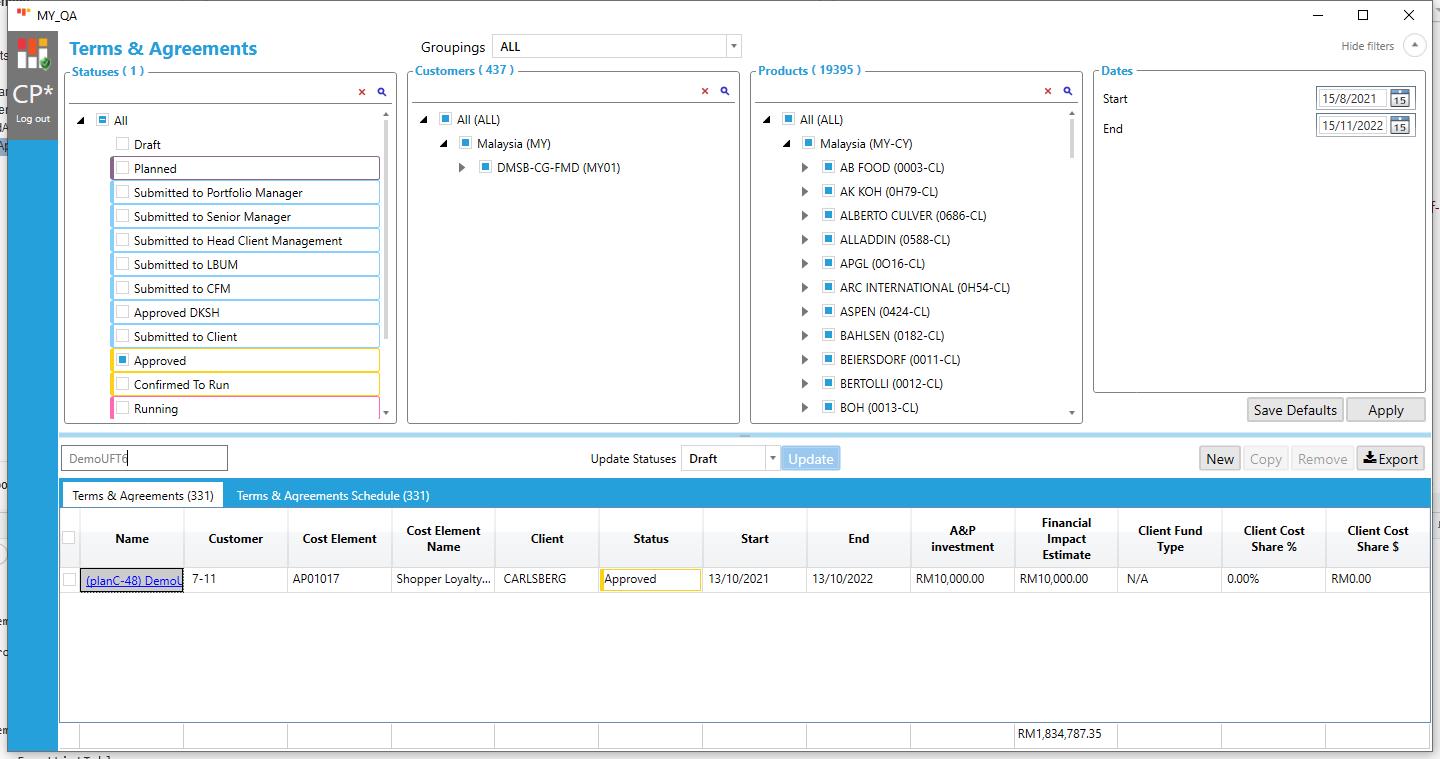 MY_QA
CP*
Log out
Terms & Agreements
Groupings ALL
Hide filters
Statuses ( 1 )
All
Draft
Planned
Submitted to Portfolio Manager
Submitted to Senior Manager
Submitted to Head Client Management
Submitted to LBUM
Submitted to CFM
Approved DKSH
Submitted to Client
Approved
Confirmed To Run
Running
Customers ( 437 )
All (ALL)
Malaysia (MY)
DMSB-CG-FMD (MY01)
Products ( 19395 )
All (ALL)
Malaysia (MY-CY)
AB FOOD (0003-CL)
AK KOH (0H79-CL)
ALBERTO CULVER (0686-CL)
ALLADDIN (0588-CL)
APGL (0O16-CL)
ARC INTERNATIONAL (0H54-CL)
ASPEN (0424-CL)
BAHLSEN (0182-CL)
BEIERSDORF (0011-CL)
BERTOLLI (0012-CL)
BOH (0013-CL)
Dates
Start 15/8/2021 15
End 15/11/2022 15
Save Defaults Apply
DemoUFT6
Update Statuses Draft Update
New Copy Remove Export
Terms & Agreements (331) Terms & Agreements Schedule (331)
Name Customer Cost Element Cost Element Name Client Status Start End A&P investment Financial Impact Estimate Client Fund Type Client Cost Share % Client Cost Share $
(planC-48) DemoU 7-11 AP01017 Shopper Loyalty... CARLSBERG Approved 13/10/2021 13/10/2022 RM10,000.00 RM10,000.00 N/A 0.00% RM0.00
RM1,834,787.35